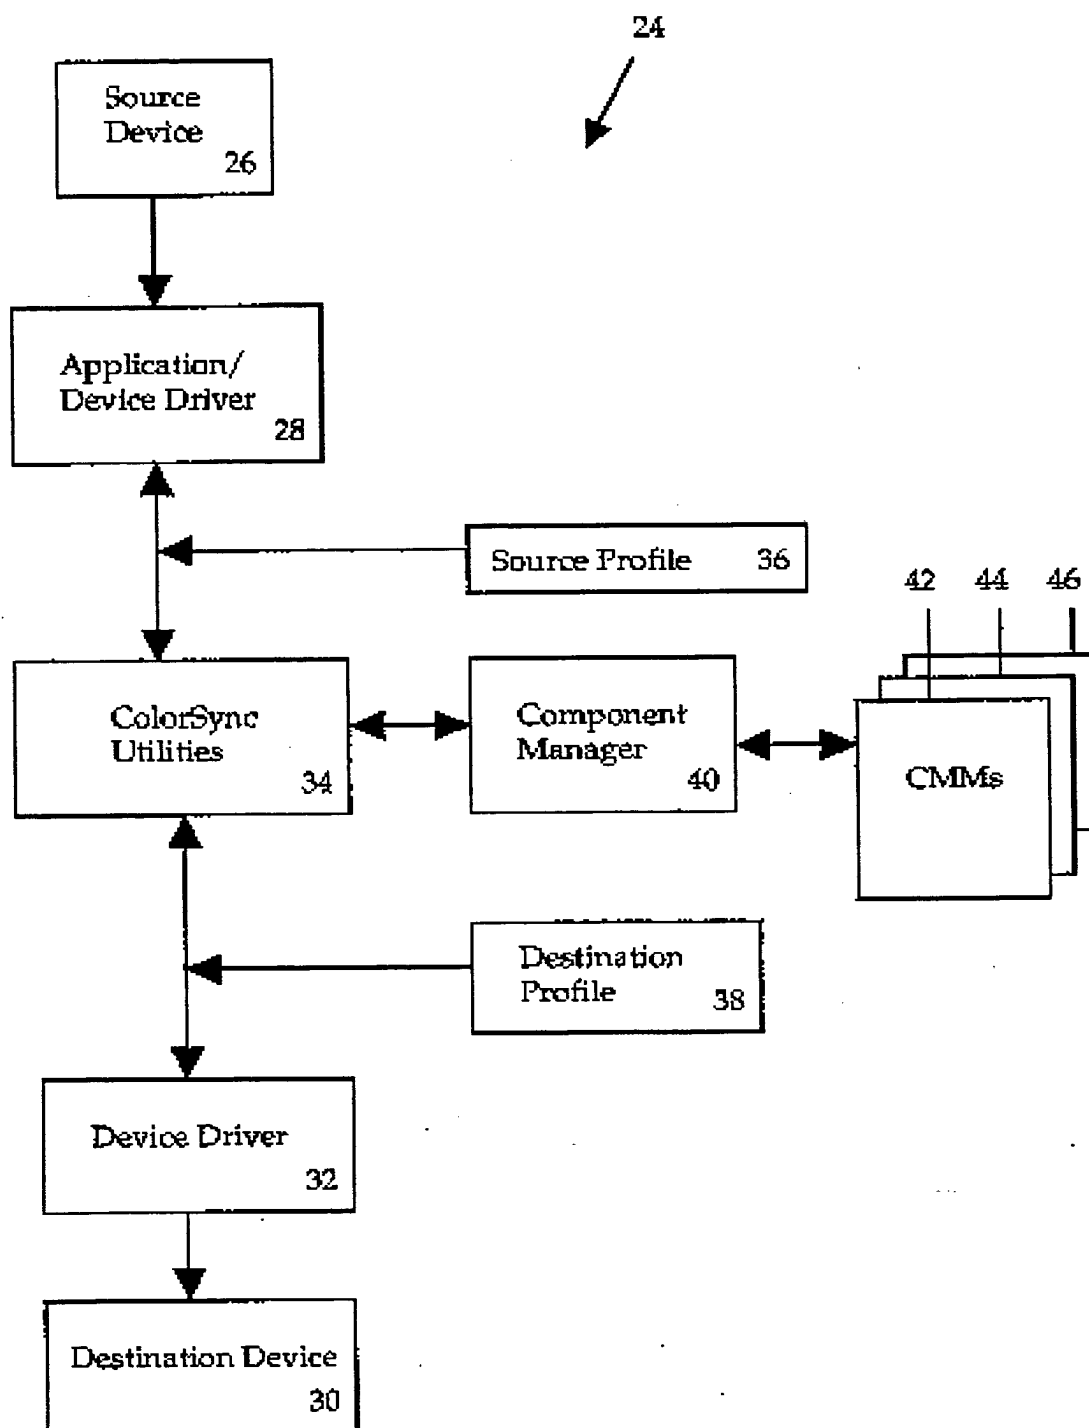 24
Source
Device
26
Application/
Device Driver
28
Source Profile 36
42 44 46
ColorSync
Utilities
34
Component
Manager
40
CMMs
Destination
Profile
38
Device Driver
32
Destination Device
30